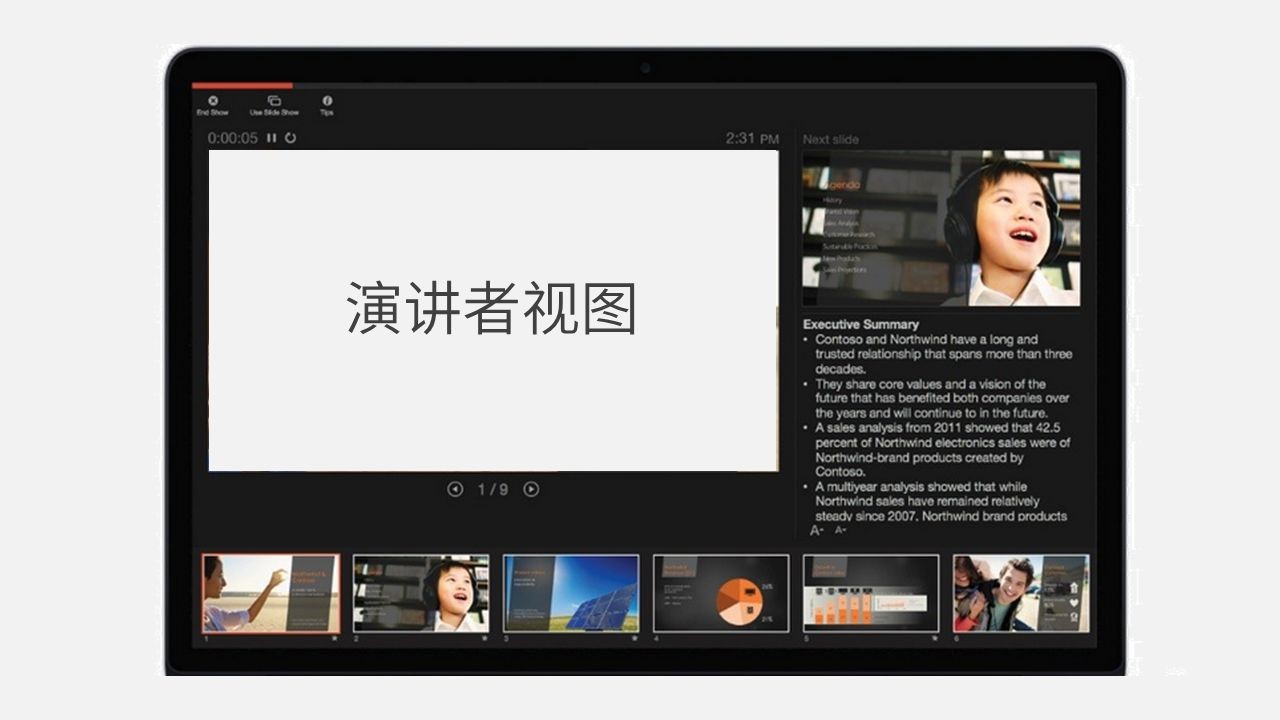 End Show
Use Slide Show
Tips
0:00:05
2:31 PM
Next slide
演讲者视图
Agenda
History
Shared Vision
Sales Analysis
Customer Research
Sustainable Practices
New Products
Sales Projections
Executive Summary
• Contoso and Northwind have a long and
trusted relationship that spans more than three
decades.
• They share core values and a vision of the
future that has benefited both companies over
the years and will continue to in the future.
• A sales analysis from 2011 showed that 42.5
percent of Northwind electronics sales were of
Northwind-brand products created by
Contoso.
• A multiyear analysis showed that while
Northwind sales have remained relatively
steady since 2007, Northwind brand products
1 / 9
A A
1
2
3
4
5
6